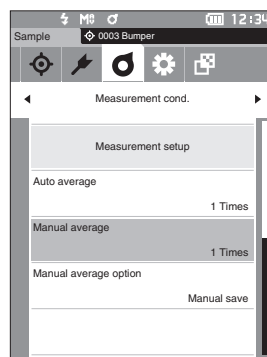 M 12:34
Sample 0003 Bumper
Measurement cond.
Measurement setup
Auto average
1 Times
Manual average
1 Times
Manual average option
Manual save